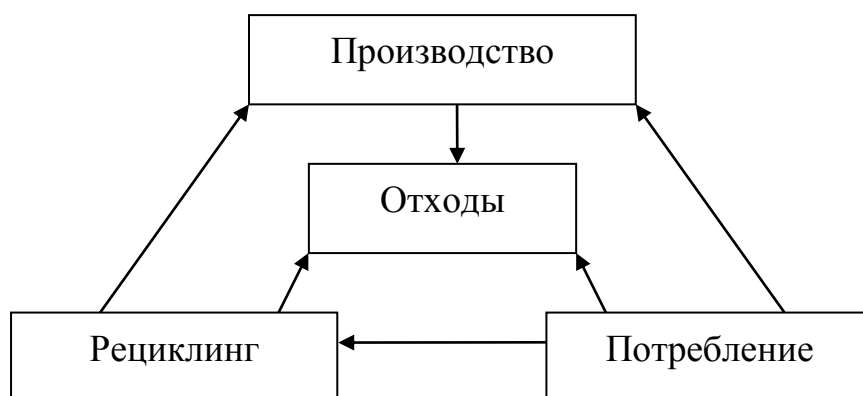 Производство
Отходы
Рециклинг
Потребление